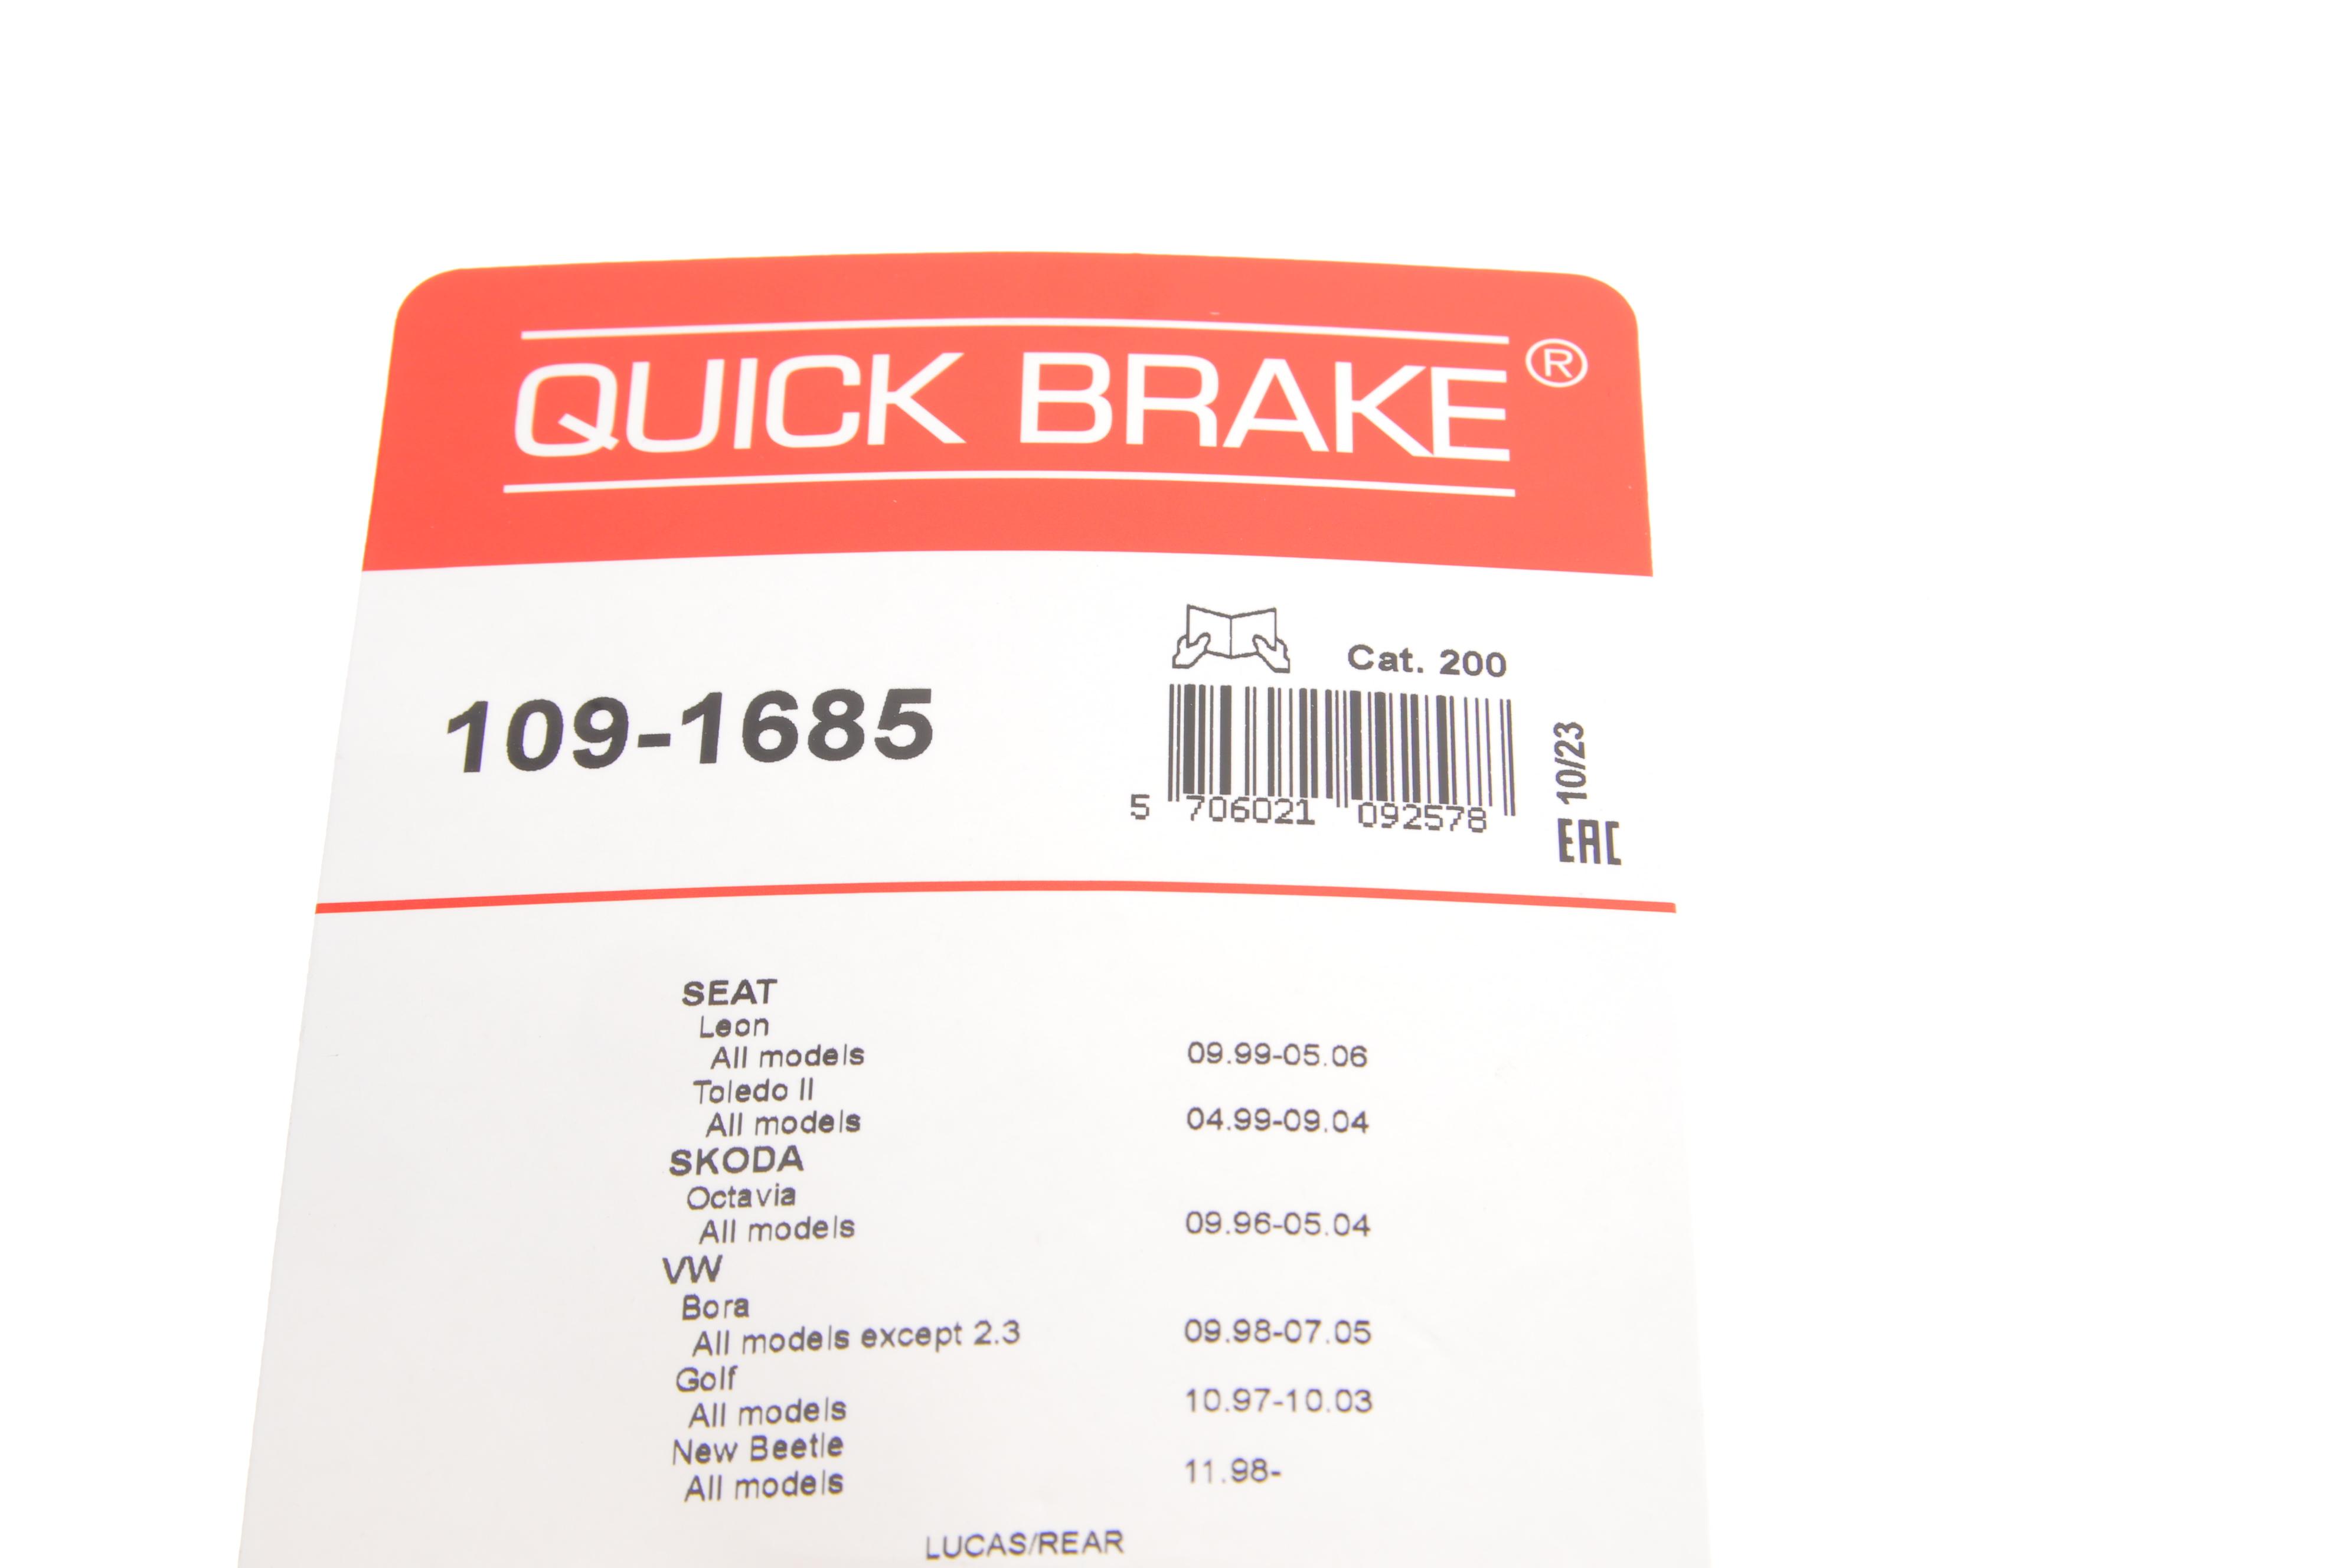 QUICK BRAKE ®
Cat. 200
109-1685
5 706021 092578
EAC 10/23
SEAT
Leon
All models 09.99-05.06
Toledo II
All models 04.99-09.04
SKODA
Octavia
All models 09.96-05.04
VW
Bora
All models except 2.3 09.98-07.05
Golf
All models 10.97-10.03
New Beetle
All models 11.98-
LUCAS/REAR